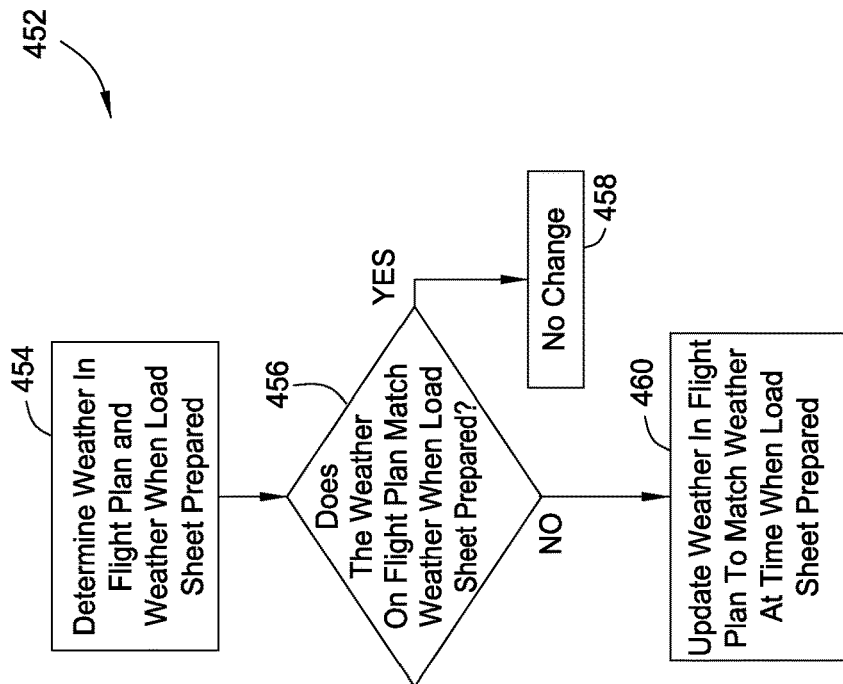 452
454
Determine Weather In
Flight Plan and
Weather When Load
Sheet Prepared
456
Does
The Weather
On Flight Plan Match
Weather When Load
Sheet Prepared?
YES
No Change
458
NO
460
Update Weather In Flight
Plan To Match Weather
At Time When Load
Sheet Prepared